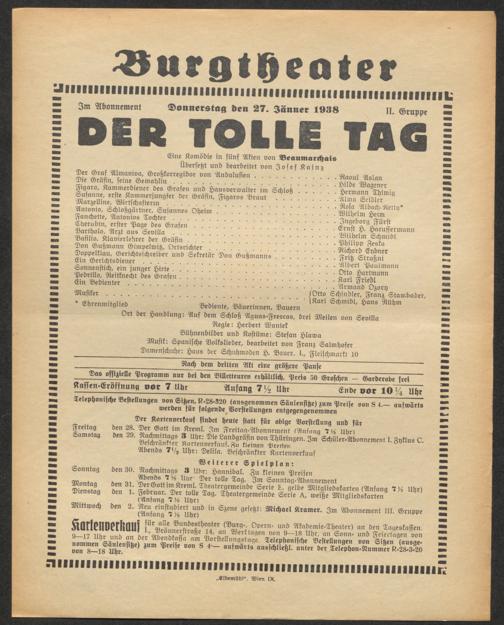 Burgtheater
Im Abonnement Donnerstag den 27. Jänner 1938 II. Gruppe
DER TOLLE TAG
Eine Komödie in fünf Akten von Beaumarchais
Übersetzt und bearbeitet von Josef Kainz
Der Graf Almaviva, Großkorregidor von Andalusien Raoul Aslan
Die Gräfin, seine Gemahlin Hilde Wagener
Figaro, Kammerdiener des Grafen und Hausverwalter im Schloß Hermann Thimig
Susanne, erste Kammerjungfer der Gräfin, Figaros Braut Alma Seidler
Marzelline, Wirtschafterin Rosa Albach-Retty*
Antonio, Schloßgärtner, Susannes Oheim Wilhelm Heim
Fanchette, Antonios Tochter Ingeborg Fürst
Cherubin, erster Page des Grafen Ernst H. Haeussermann
Bartholo, Arzt aus Sevilla Wilhelm Schmidt
Basilio, Klavierlehrer der Gräfin Philipp Zeska
Don Gusmann Gimpelwitz, Ortsrichter Richard Eybner
Doppelblau, Gerichtsschreiber und Sekretär Don Gusmanns Fritz Straßni
Ein Gerichtsdiener Albert Paulmann
Sonnenstich, ein junger Hirte Otto Hartmann
Pedrillo, Reitknecht des Grafen Karl Friedl
Ein Bedienter Armand Ozory
Musiker Otto Schindler, Franz Stambader,
Karl Schmidl, Hans Rühm
* Ehrenmitglied Bediente, Bäuerinnen, Bauern
Ort der Handlung: Auf dem Schloß Aguas-Frescas, drei Meilen von Sevilla
Regie: Herbert Waniek
Bühnenbilder und Kostüme: Stefan Hlawa
Musik: Spanische Volkslieder, bearbeitet von Franz Salmhofer
Damenschuhe: Haus der Schuhmoden H. Bauer, I., Fleischmarkt 10
Nach dem dritten Akt eine größere Pause
Das offizielle Programm nur bei den Billetteuren erhältlich, Preis 50 Groschen — Garderobe frei
Kassen-Eröffnung vor 7 Uhr Anfang 7½ Uhr Ende vor 10¼ Uhr
Telephonische Bestellungen von Sitzen, R-28-320 (ausgenommen Säulensitze) zum Preise von S 4.— aufwärts
werden für folgende Vorstellungen entgegengenommen
Der Kartenverkauf findet heute statt für obige Vorstellung und für
Freitag den 28. Der Gott im Kreml. Im Freitag-Abonnement (Anfang 7½ Uhr)
Samstag den 29. Nachmittags 3 Uhr: Die Landgräfin von Thüringen. Im Schüler-Abonnement I. Zyklus C.
Beschränkter Kartenverkauf. Zu kleinen Preisen
Abends 7½ Uhr: Delila. Beschränkter Kartenverkauf
Weiterer Spielplan:
Sonntag den 30. Nachmittags 3 Uhr: Hannibal. Zu kleinen Preisen
Abends 7½ Uhr Der tolle Tag. Im Sonntag-Abonnement
Montag den 31. Der Gott im Kreml. Theatergemeinde Serie E, gelbe Mitgliedskarten (Anfang 7½ Uhr)
Dienstag den 1. Februar. Der tolle Tag. Theatergemeinde Serie A, weiße Mitgliedskarten
(Anfang 7½ Uhr)
Mittwoch den 2. Neu einstudiert und in Szene gesetzt: Michael Kramer. Im Abonnement III. Gruppe
(Anfang 7½ Uhr)
Kartenverkauf für alle Bundestheater (Burg-, Opern- und Akademie-Theater) an den Tageskassen
I., Bräunerstraße 14, an Werktagen von 9—18 Uhr, an Sonn- und Feiertagen von
9—17 Uhr und an der Abendkassa am Vorstellungstage. Telephonische Bestellungen von Sitzen (ausge-
nommen Säulensitze) zum Preise von S 4— aufwärts anschließl. unter der Telephon-Nummer R-28-3-20
von 8—18 Uhr.
„Elbemühl“, Wien IX.